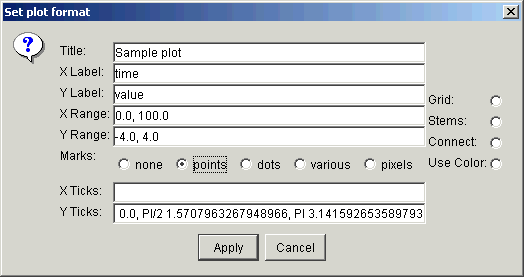 Set plot format
Title: Sample plot
X Label: time
Y Label: value
X Range: 0.0, 100.0
Y Range: -4.0, 4.0
Grid:
Stems:
Connect:
Use Color:
Marks: none points dots various pixels
X Ticks:
Y Ticks: 0.0, PI/2 1.5707963267948966, PI 3.141592653589793
Apply Cancel